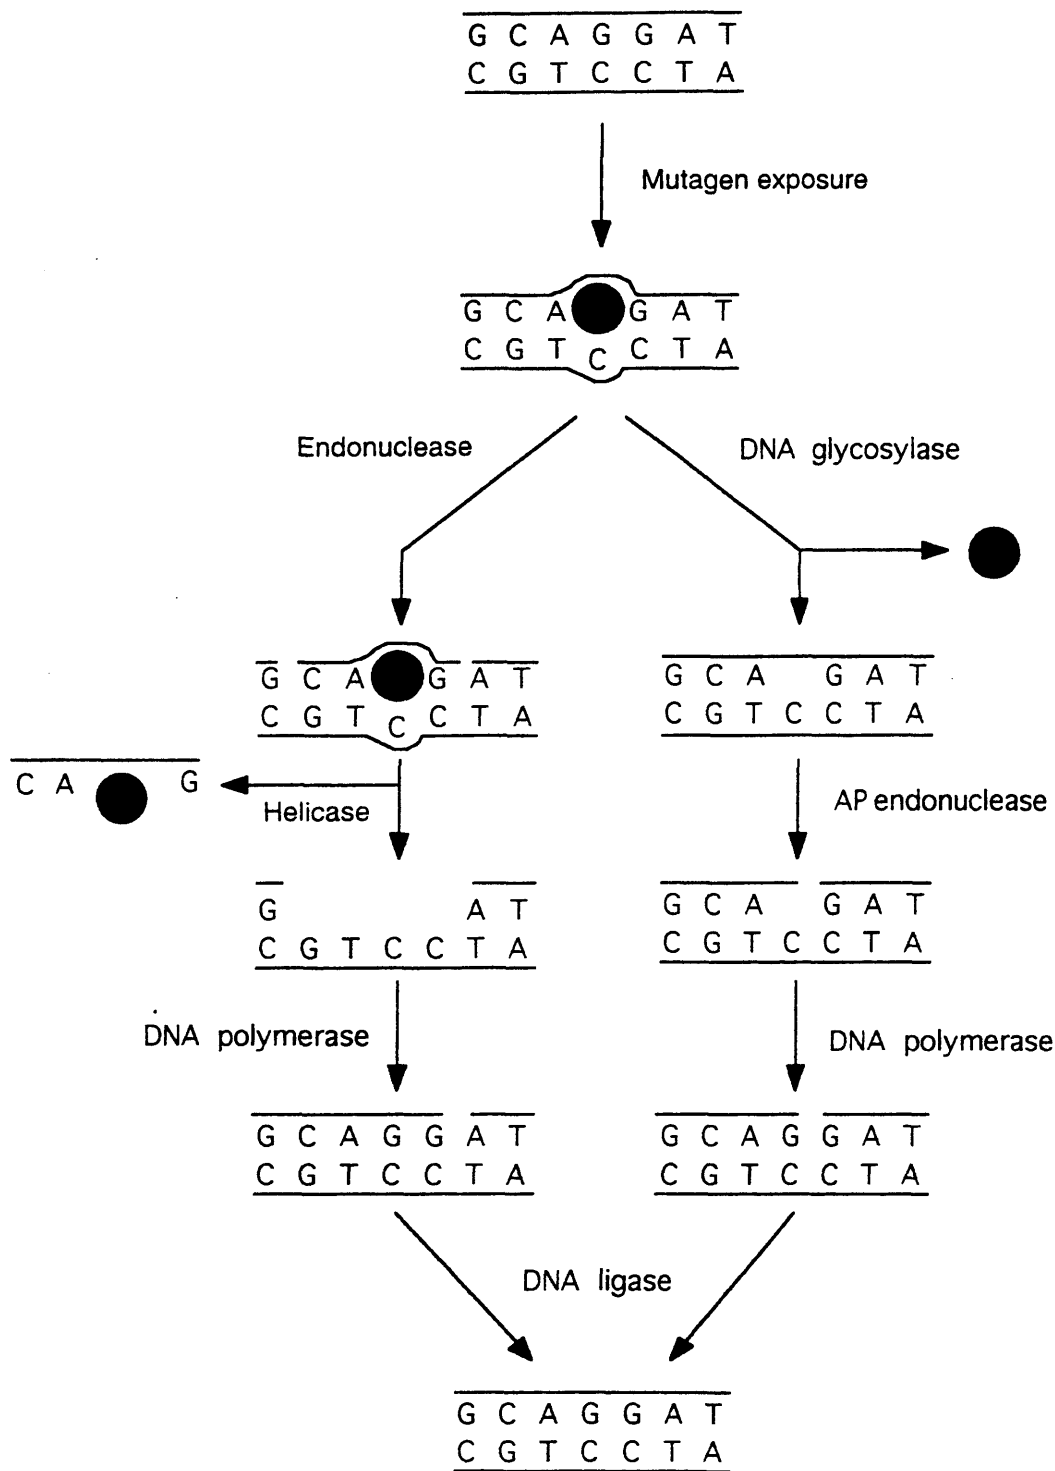 G C A G G A T
C G T C C T A
Mutagen exposure
G C A G A T
C G T C C T A
Endonuclease
DNA glycosylase
G C A G A T
C G T C C T A
G C A G A T
C G T C C T A
C A G
Helicase
AP endonuclease
G A T
C G T C C T A
G C A G A T
C G T C C T A
DNA polymerase
DNA polymerase
G C A G G A T
C G T C C T A
G C A G G A T
C G T C C T A
DNA ligase
G C A G G A T
C G T C C T A